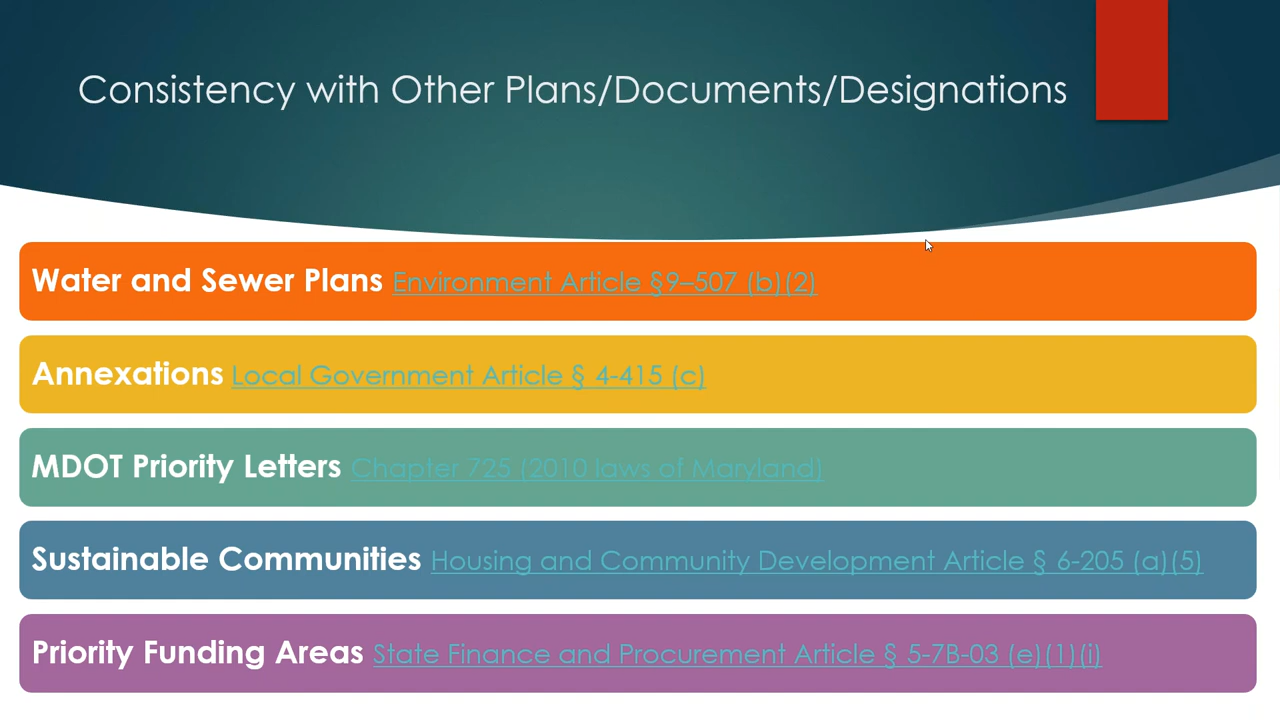 Consistency with Other Plans/Documents/Designations
Water and Sewer Plans Environment Article §9–507 (b)(2)
Annexations Local Government Article § 4-415 (c)
MDOT Priority Letters Chapter 725 (2010 laws of Maryland)
Sustainable Communities Housing and Community Development Article § 6-205 (a)(5)
Priority Funding Areas State Finance and Procurement Article § 5-7B-03 (e)(1)(i)